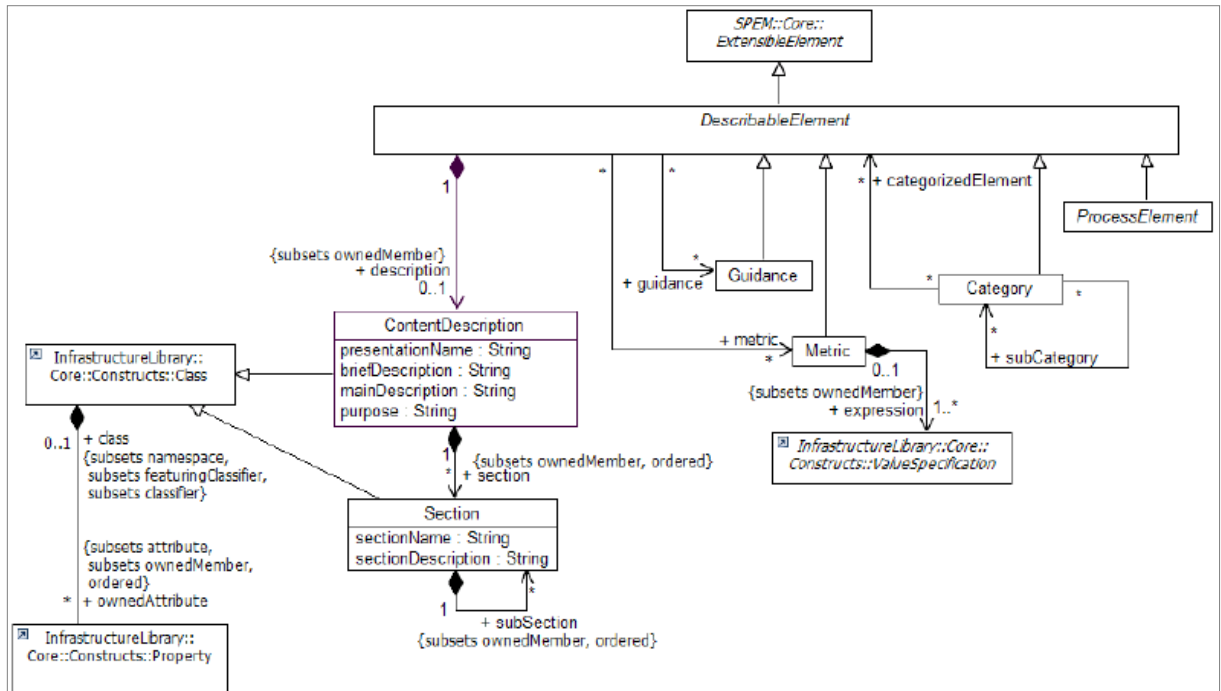 SPEM::Core::
ExtensibleElement
DescribableElement
1
*
*
* + categorizedElement
ProcessElement
{subsets ownedMember}
+ description
0..1
*
+ guidance
Guidance
*
Category
*
*
+ subCategory
ContentDescription
presentationName : String
briefDescription : String
mainDescription : String
purpose : String
+ metric
*
Metric
0..1
{subsets ownedMember}
+ expression
1..*
InfrastructureLibrary::Core::
Constructs::ValueSpecification
InfrastructureLibrary::
Core::Constructs::Class
0..1
+ class
{subsets namespace,
subsets featuringClassifier,
subsets classifier}
1
{subsets ownedMember, ordered}
* + section
Section
sectionName : String
sectionDescription : String
1
*
+ subSection
{subsets ownedMember, ordered}
{subsets attribute,
subsets ownedMember,
ordered}
* + ownedAttribute
InfrastructureLibrary::
Core::Constructs::Property